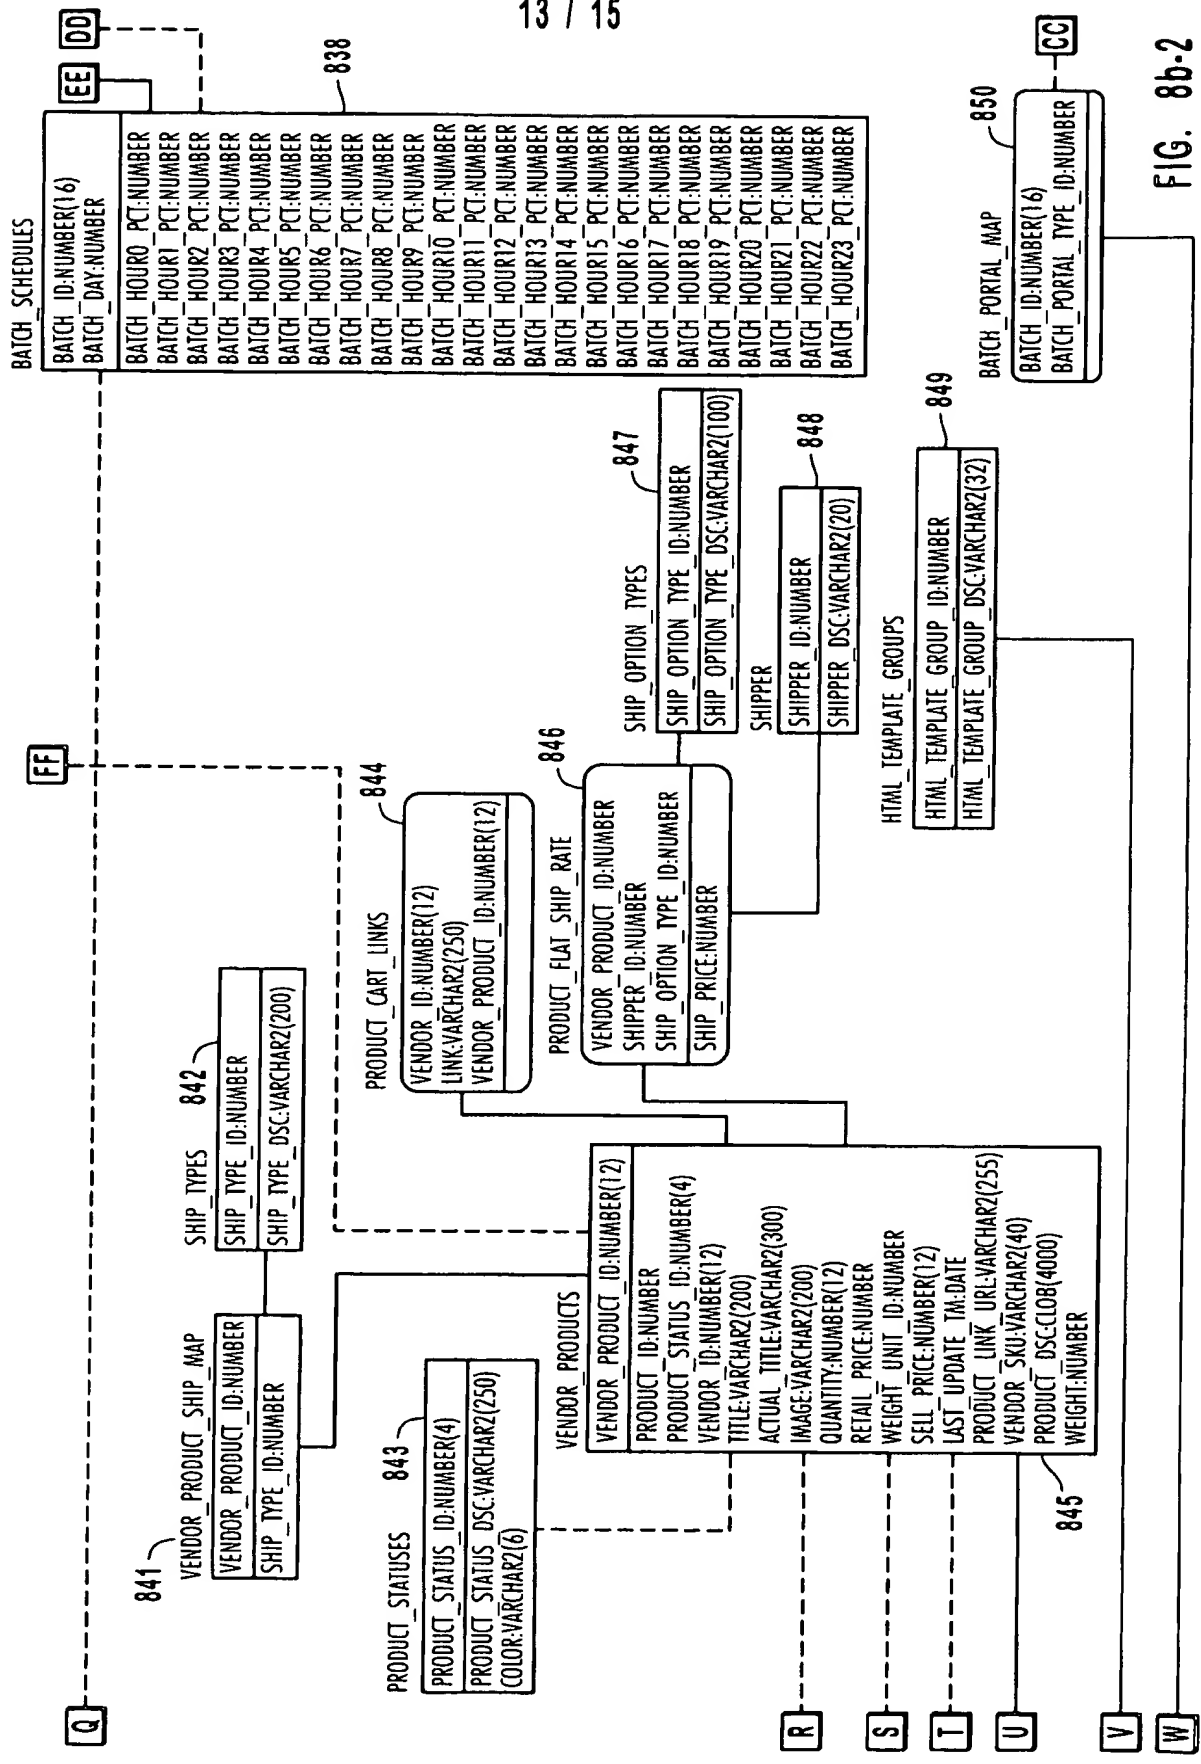 13 / 15
Q
FF
EE
DD
BATCH_SCHEDULES
BATCH_ID:NUMBER(16)
BATCH_DAY:NUMBER
BATCH_HOUR0_PCT:NUMBER
BATCH_HOUR1_PCT:NUMBER
BATCH_HOUR2_PCT:NUMBER
BATCH_HOUR3_PCT:NUMBER
BATCH_HOUR4_PCT:NUMBER
BATCH_HOUR5_PCT:NUMBER
BATCH_HOUR6_PCT:NUMBER
BATCH_HOUR7_PCT:NUMBER
BATCH_HOUR8_PCT:NUMBER
BATCH_HOUR9_PCT:NUMBER
BATCH_HOUR10_PCT:NUMBER
BATCH_HOUR11_PCT:NUMBER
BATCH_HOUR12_PCT:NUMBER
BATCH_HOUR13_PCT:NUMBER
BATCH_HOUR14_PCT:NUMBER
BATCH_HOUR15_PCT:NUMBER
BATCH_HOUR16_PCT:NUMBER
BATCH_HOUR17_PCT:NUMBER
BATCH_HOUR18_PCT:NUMBER
BATCH_HOUR19_PCT:NUMBER
BATCH_HOUR20_PCT:NUMBER
BATCH_HOUR21_PCT:NUMBER
BATCH_HOUR22_PCT:NUMBER
BATCH_HOUR23_PCT:NUMBER
838
841
VENDOR_PRODUCT_SHIP_MAP
VENDOR_PRODUCT_ID:NUMBER
SHIP_TYPE_ID:NUMBER
SHIP_TYPES
842
SHIP_TYPE_ID:NUMBER
SHIP_TYPE_DSC:VARCHAR2(200)
PRODUCT_STATUSES
843
PRODUCT_STATUS_ID:NUMBER(4)
PRODUCT_STATUS_DSC:VARCHAR2(250)
COLOR:VARCHAR2(6)
PRODUCT_CART_LINKS
844
VENDOR_ID:NUMBER(12)
LINK:VARCHAR2(250)
VENDOR_PRODUCT_ID:NUMBER(12)
VENDOR_PRODUCTS
VENDOR_PRODUCT_ID:NUMBER(12)
PRODUCT_ID:NUMBER
PRODUCT_STATUS_ID:NUMBER(4)
VENDOR_ID:NUMBER(12)
TITLE:VARCHAR2(200)
ACTUAL_TITLE:VARCHAR2(300)
IMAGE:VARCHAR2(200)
QUANTITY:NUMBER(12)
RETAIL_PRICE:NUMBER
WEIGHT_UNIT_ID:NUMBER
SELL_PRICE:NUMBER(12)
LAST_UPDATE_TM:DATE
PRODUCT_LINK_URL:VARCHAR2(255)
VENDOR_SKU:VARCHAR2(40)
PRODUCT_DSC:CLOB(4000)
WEIGHT:NUMBER
845
PRODUCT_FLAT_SHIP_RATE
846
VENDOR_PRODUCT_ID:NUMBER
SHIPPER_ID:NUMBER
SHIP_OPTION_TYPE_ID:NUMBER
SHIP_PRICE:NUMBER
SHIP_OPTION_TYPES
847
SHIP_OPTION_TYPE_ID:NUMBER
SHIP_OPTION_TYPE_DSC:VARCHAR2(100)
SHIPPER
848
SHIPPER_ID:NUMBER
SHIPPER_DSC:VARCHAR2(20)
HTML_TEMPLATE_GROUPS
849
HTML_TEMPLATE_GROUP_ID:NUMBER
HTML_TEMPLATE_GROUP_DSC:VARCHAR2(32)
BATCH_PORTAL_MAP
850
BATCH_ID:NUMBER(16)
BATCH_PORTAL_TYPE_ID:NUMBER
CC
R
S
T
U
V
W
FIG. 8b-2